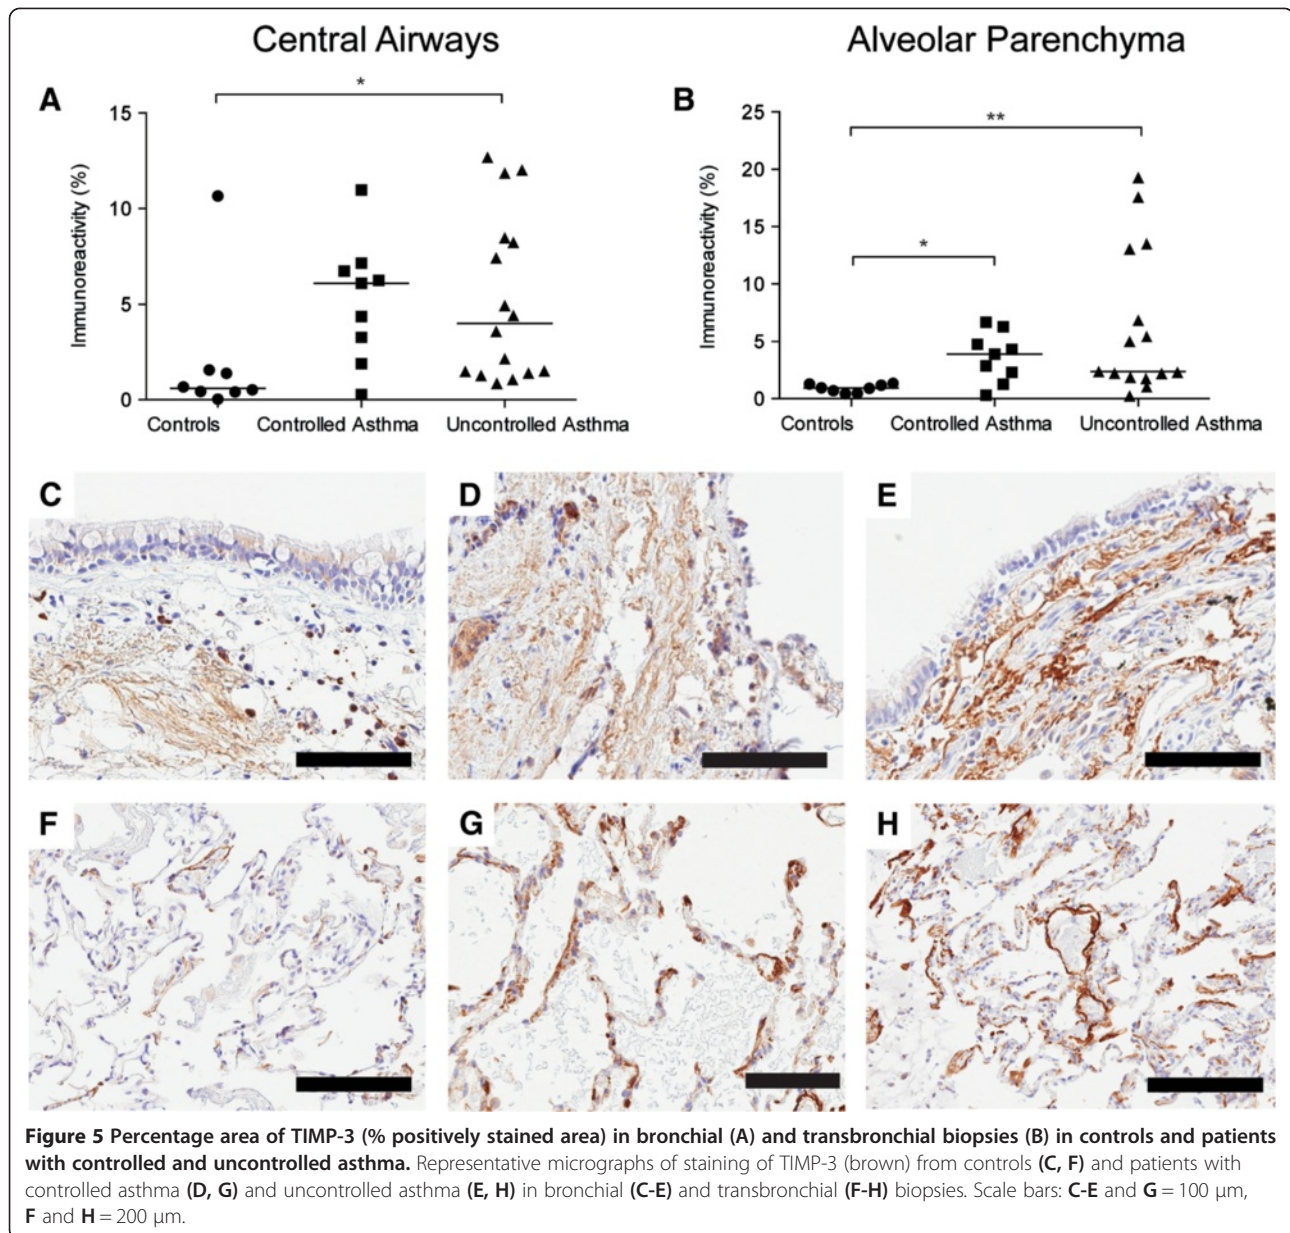 Central Airways
Alveolar Parenchyma
A
*
15
10
5
0
Immunoreactivity (%)
Controls
Controlled Asthma
Uncontrolled Asthma
B
**
*
25
20
15
10
5
0
Immunoreactivity (%)
Controls
Controlled Asthma
Uncontrolled Asthma
C
D
E
F
G
H
Figure 5 Percentage area of TIMP-3 (% positively stained area) in bronchial (A) and transbronchial biopsies (B) in controls and patients
with controlled and uncontrolled asthma. Representative micrographs of staining of TIMP-3 (brown) from controls (C, F) and patients with
controlled asthma (D, G) and uncontrolled asthma (E, H) in bronchial (C-E) and transbronchial (F-H) biopsies. Scale bars: C-E and G = 100 μm,
F and H = 200 μm.